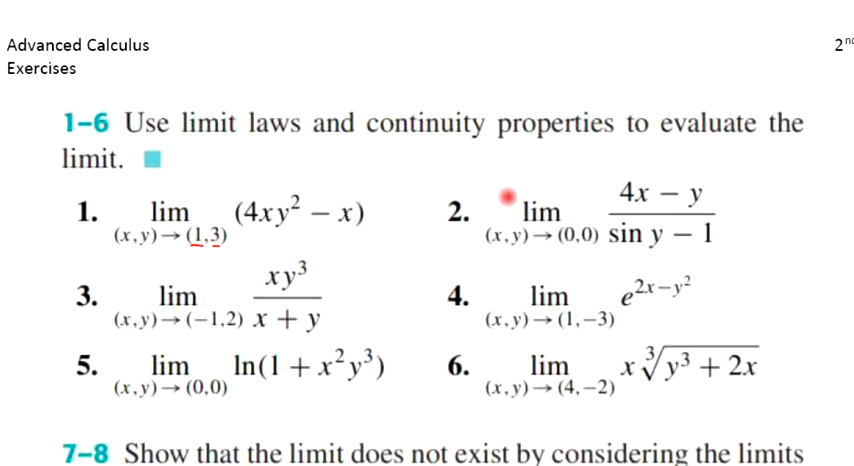 Advanced Calculus 2ⁿᵈ
Exercises
1–6 Use limit laws and continuity properties to evaluate the
limit.
1. lim (x,y)→(1,3) (4xy² − x) 2. lim (x,y)→(0,0) (4x − y)/(sin y − 1)
3. lim (x,y)→(−1,2) xy³/(x + y) 4. lim (x,y)→(1,−3) e^(2x−y²)
5. lim (x,y)→(0,0) ln(1 + x²y³) 6. lim (x,y)→(4,−2) x∛(y³ + 2x)
7–8 Show that the limit does not exist by considering the limits